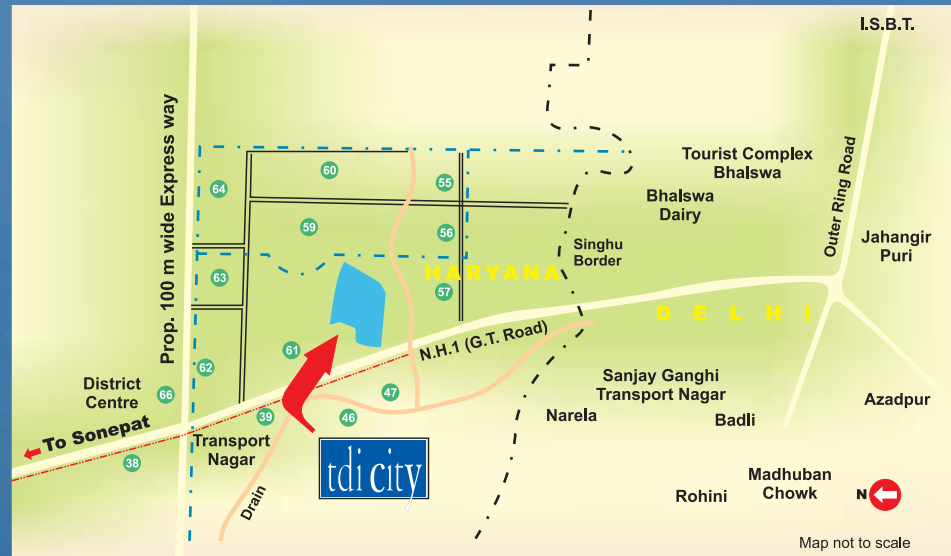 I.S.B.T.
Prop. 100 m wide Express way
Outer Ring Road
Tourist Complex
Bhalswa
Bhalswa
Dairy
Jahangir
Puri
Singhu
Border
64
60
55
59
56
63
57
HARYANA
DELHI
61
62
N.H.1 (G.T. Road)
District
Centre
66
47
39
46
To Sonepat
38
Transport
Nagar
Drain
tdi city
Sanjay Ganghi
Transport Nagar
Narela
Badli
Azadpur
Rohini
Madhuban
Chowk
N
Map not to scale